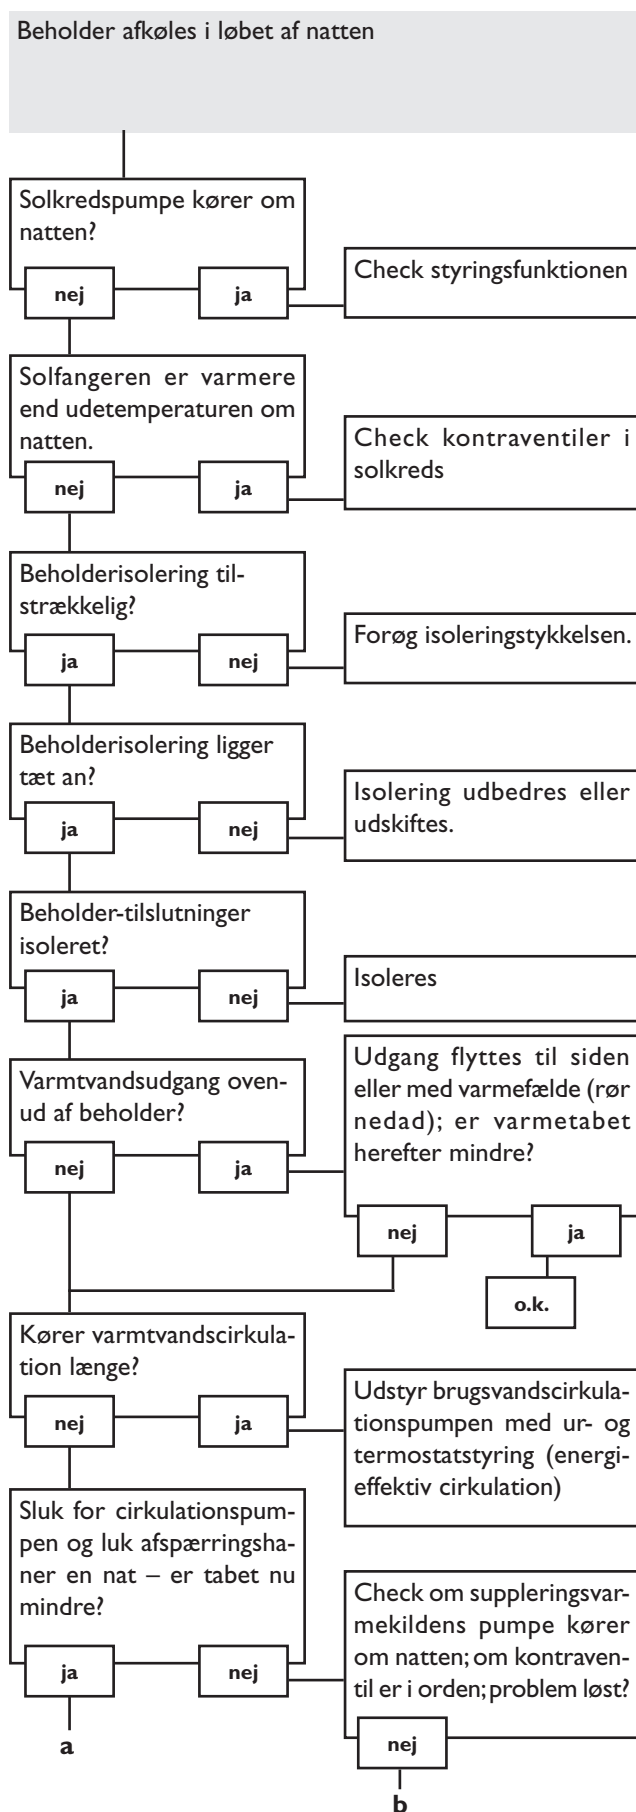 Beholder afkøles i løbet af natten
Solkredspumpe kører om
natten?
nej
ja
Check styringsfunktionen
Solfangeren er varmere
end udetemperaturen om
natten.
nej
ja
Check kontraventiler i
solkreds
Beholderisolering til-
strækkelig?
ja
nej
Forøg isoleringstykkelsen.
Beholderisolering ligger
tæt an?
ja
nej
Isolering udbedres eller
udskiftes.
Beholder-tilslutninger
isoleret?
ja
nej
Isoleres
Varmtvandsudgang oven-
ud af beholder?
nej
ja
Udgang flyttes til siden
eller med varmefælde (rør
nedad); er varmetabet
herefter mindre?
nej
ja
o.k.
Kører varmtvandscirkula-
tion længe?
nej
ja
Udstyr brugsvandscirkula-
tionspumpen med ur- og
termostatstyring (energi-
effektiv cirkulation)
Sluk for cirkulationspum-
pen og luk afspærringsha-
ner en nat – er tabet nu
mindre?
ja
nej
a
Check om suppleringsvar-
mekildens pumpe kører
om natten; om kontraven-
til er i orden; problem løst?
nej
b